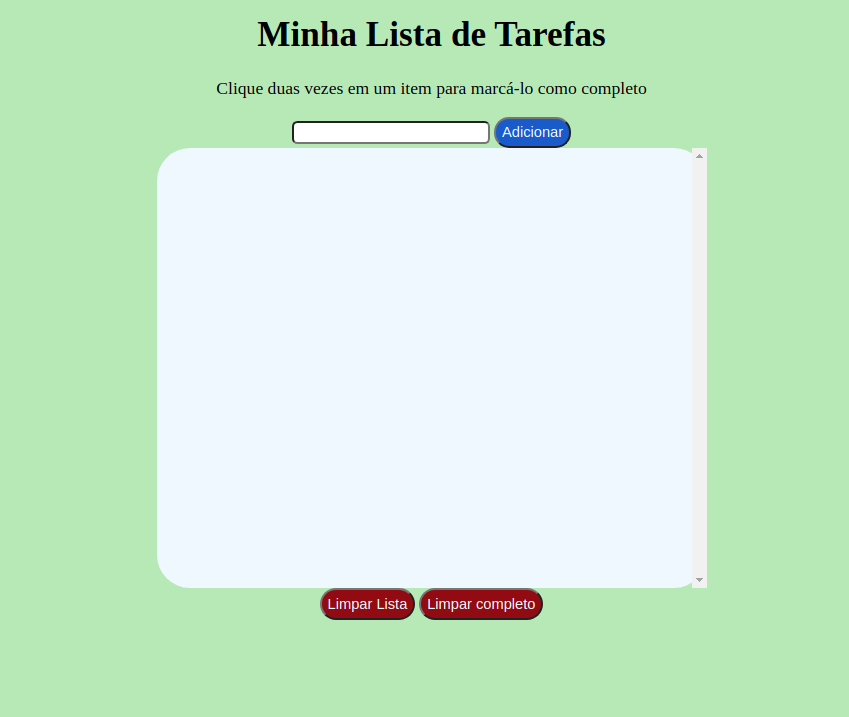 Minha Lista de Tarefas
Clique duas vezes em um item para marcá-lo como completo
Adicionar
Limpar Lista Limpar completo